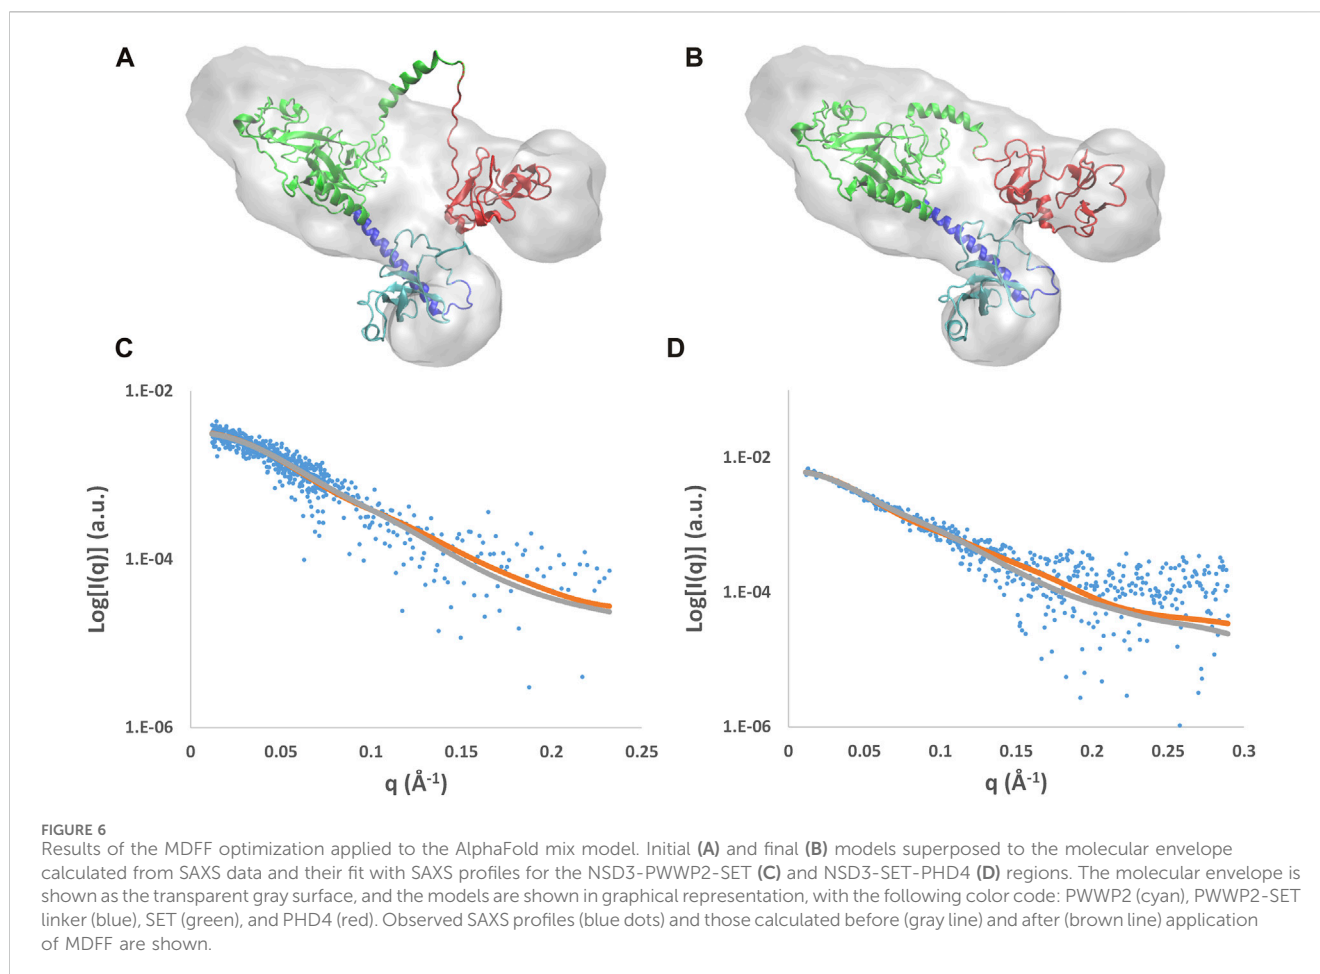 A
B
C
D
1.E-02
1.E-04
1.E-06
Log[I(q)] (a.u.)
0
0.05
0.1
0.15
0.2
0.25
q (Å-1)
1.E-02
1.E-04
1.E-06
Log[I(q)] (a.u.)
0
0.05
0.1
0.15
0.2
0.25
0.3
q (Å-1)
FIGURE 6
Results of the MDFF optimization applied to the AlphaFold mix model. Initial (A) and final (B) models superposed to the molecular envelope
calculated from SAXS data and their fit with SAXS profiles for the NSD3-PWWP2-SET (C) and NSD3-SET-PHD4 (D) regions. The molecular envelope is
shown as the transparent gray surface, and the models are shown in graphical representation, with the following color code: PWWP2 (cyan), PWWP2-SET
linker (blue), SET (green), and PHD4 (red). Observed SAXS profiles (blue dots) and those calculated before (gray line) and after (brown line) application
of MDFF are shown.